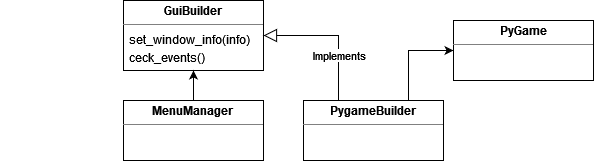 GuiBuilder
set_window_info(info)
ceck_events()
PyGame
Implements
MenuManager
PygameBuilder